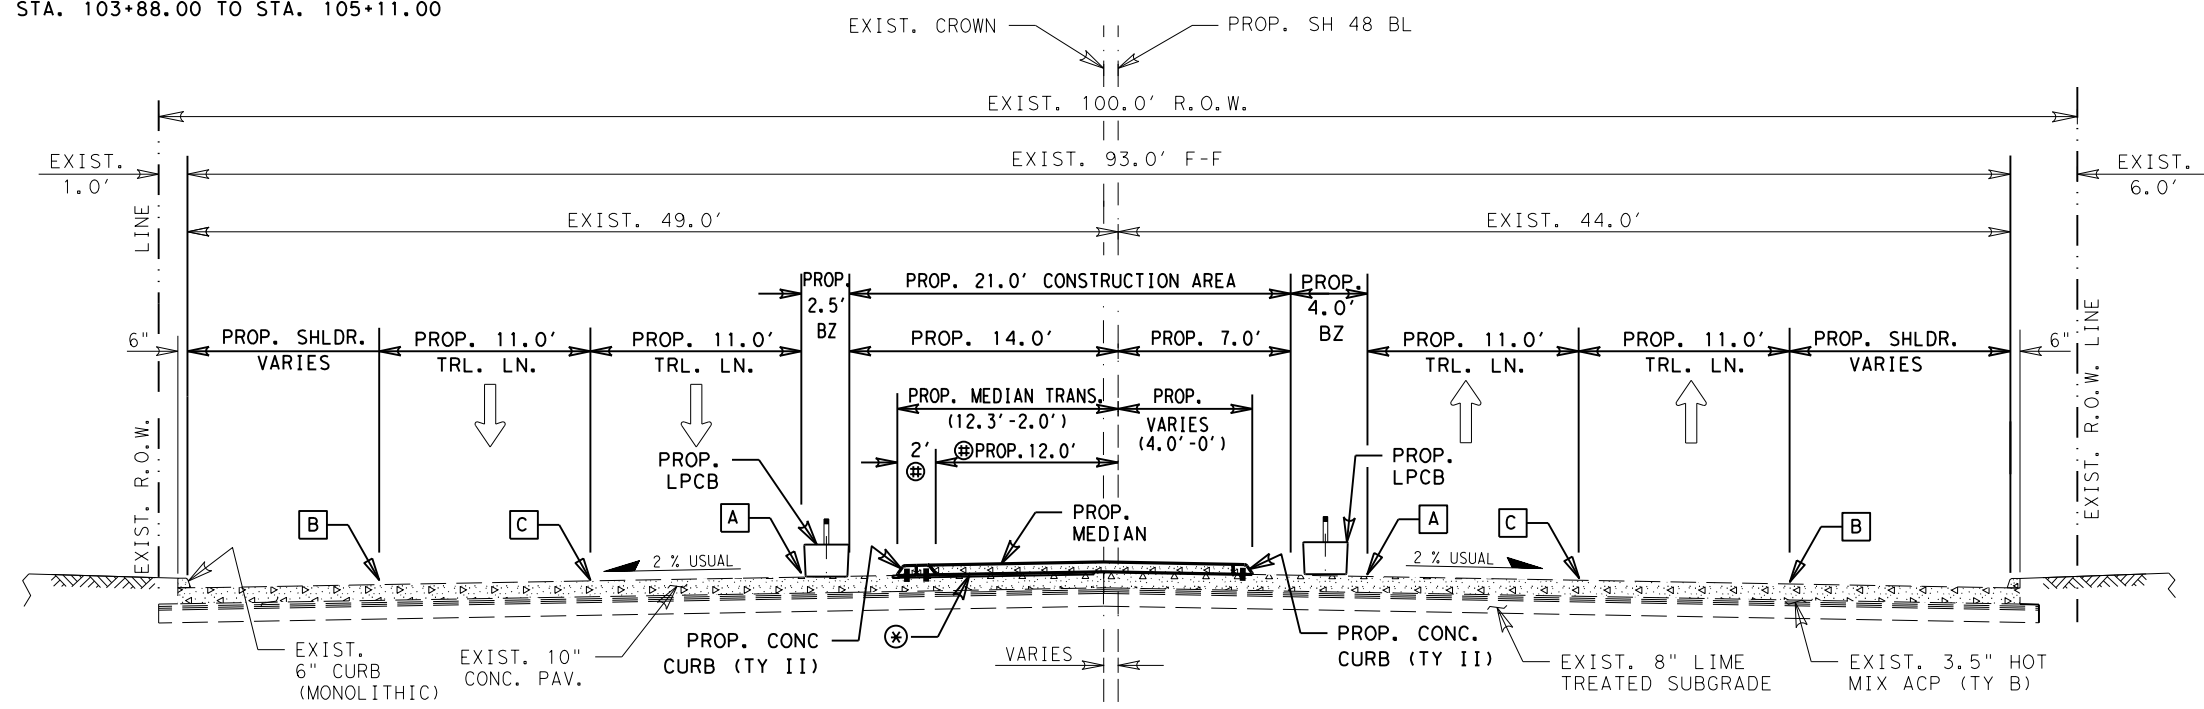 STA. 103+88.00 TO STA. 105+11.00
EXIST. CROWN
PROP. SH 48 BL
EXIST. 100.0' R.O.W.
EXIST.
1.0'
EXIST. 93.0' F-F
EXIST.
6.0'
EXIST. 49.0'
EXIST. 44.0'
EXIST. R.O.W. LINE
EXIST. R.O.W. LINE
PROP.
2.5'
BZ
PROP. 21.0' CONSTRUCTION AREA
PROP.
4.0'
BZ
6"
PROP. SHLDR.
VARIES
PROP. 11.0'
TRL. LN.
PROP. 11.0'
TRL. LN.
PROP. 14.0'
PROP. 7.0'
PROP. 11.0'
TRL. LN.
PROP. 11.0'
TRL. LN.
PROP. SHLDR.
VARIES
6"
PROP. MEDIAN TRANS.
(12.3'-2.0')
PROP.
VARIES
(4.0'-0')
2'
#
#PROP.12.0'
PROP.
LPCB
PROP.
LPCB
B
C
A
PROP.
MEDIAN
A
C
B
2 % USUAL
2 % USUAL
EXIST.
6" CURB
(MONOLITHIC)
EXIST. 10"
CONC. PAV.
PROP. CONC
CURB (TY II)
*
VARIES
PROP. CONC.
CURB (TY II)
EXIST. 8" LIME
TREATED SUBGRADE
EXIST. 3.5" HOT
MIX ACP (TY B)